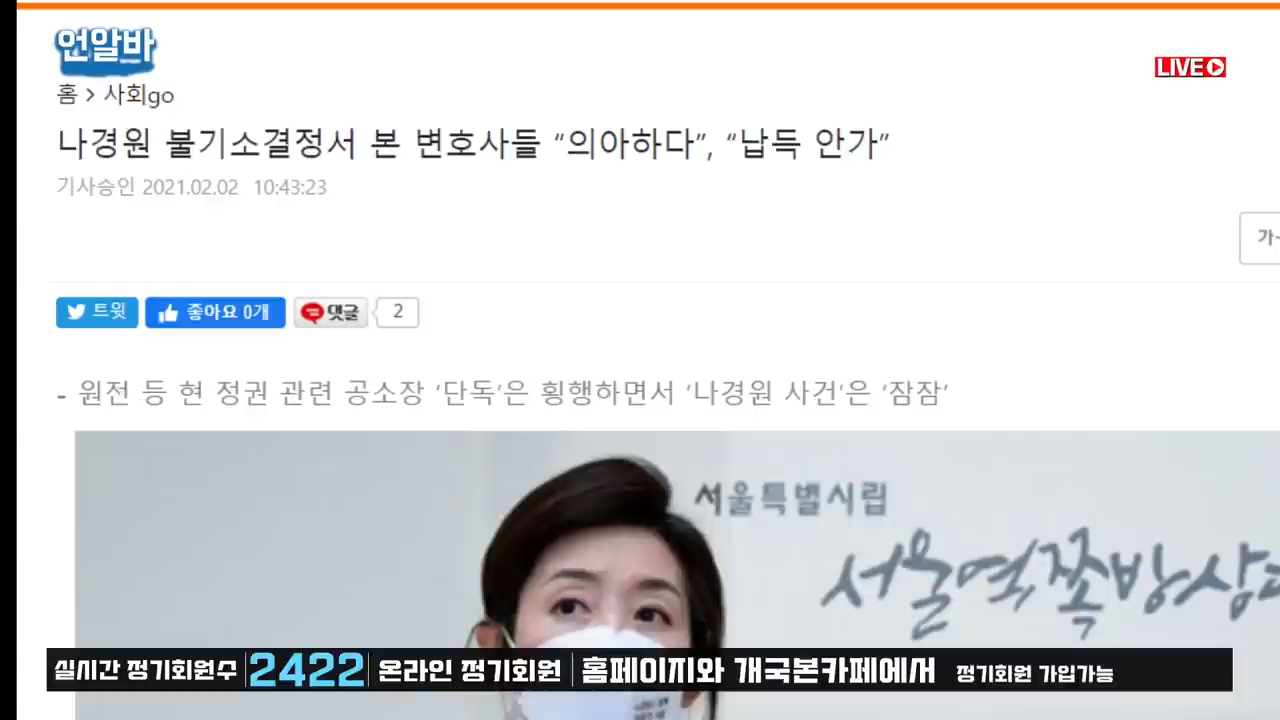 언알바
LIVE
홈 > 사회go
나경원 불기소결정서 본 변호사들 “의아하다”, “납득 안가”
기사승인 2021.02.02 10:43:23
가-
트윗 좋아요 0개 댓글 2
- 원전 등 현 정권 관련 공소장 '단독'은 횡행하면서 '나경원 사건'은 '잠잠'
서울특별시립
서울역쪽방상
실시간 정기회원수 2422 온라인 정기회원 홈페이지와 개국본카페에서 정기회원 가입가능